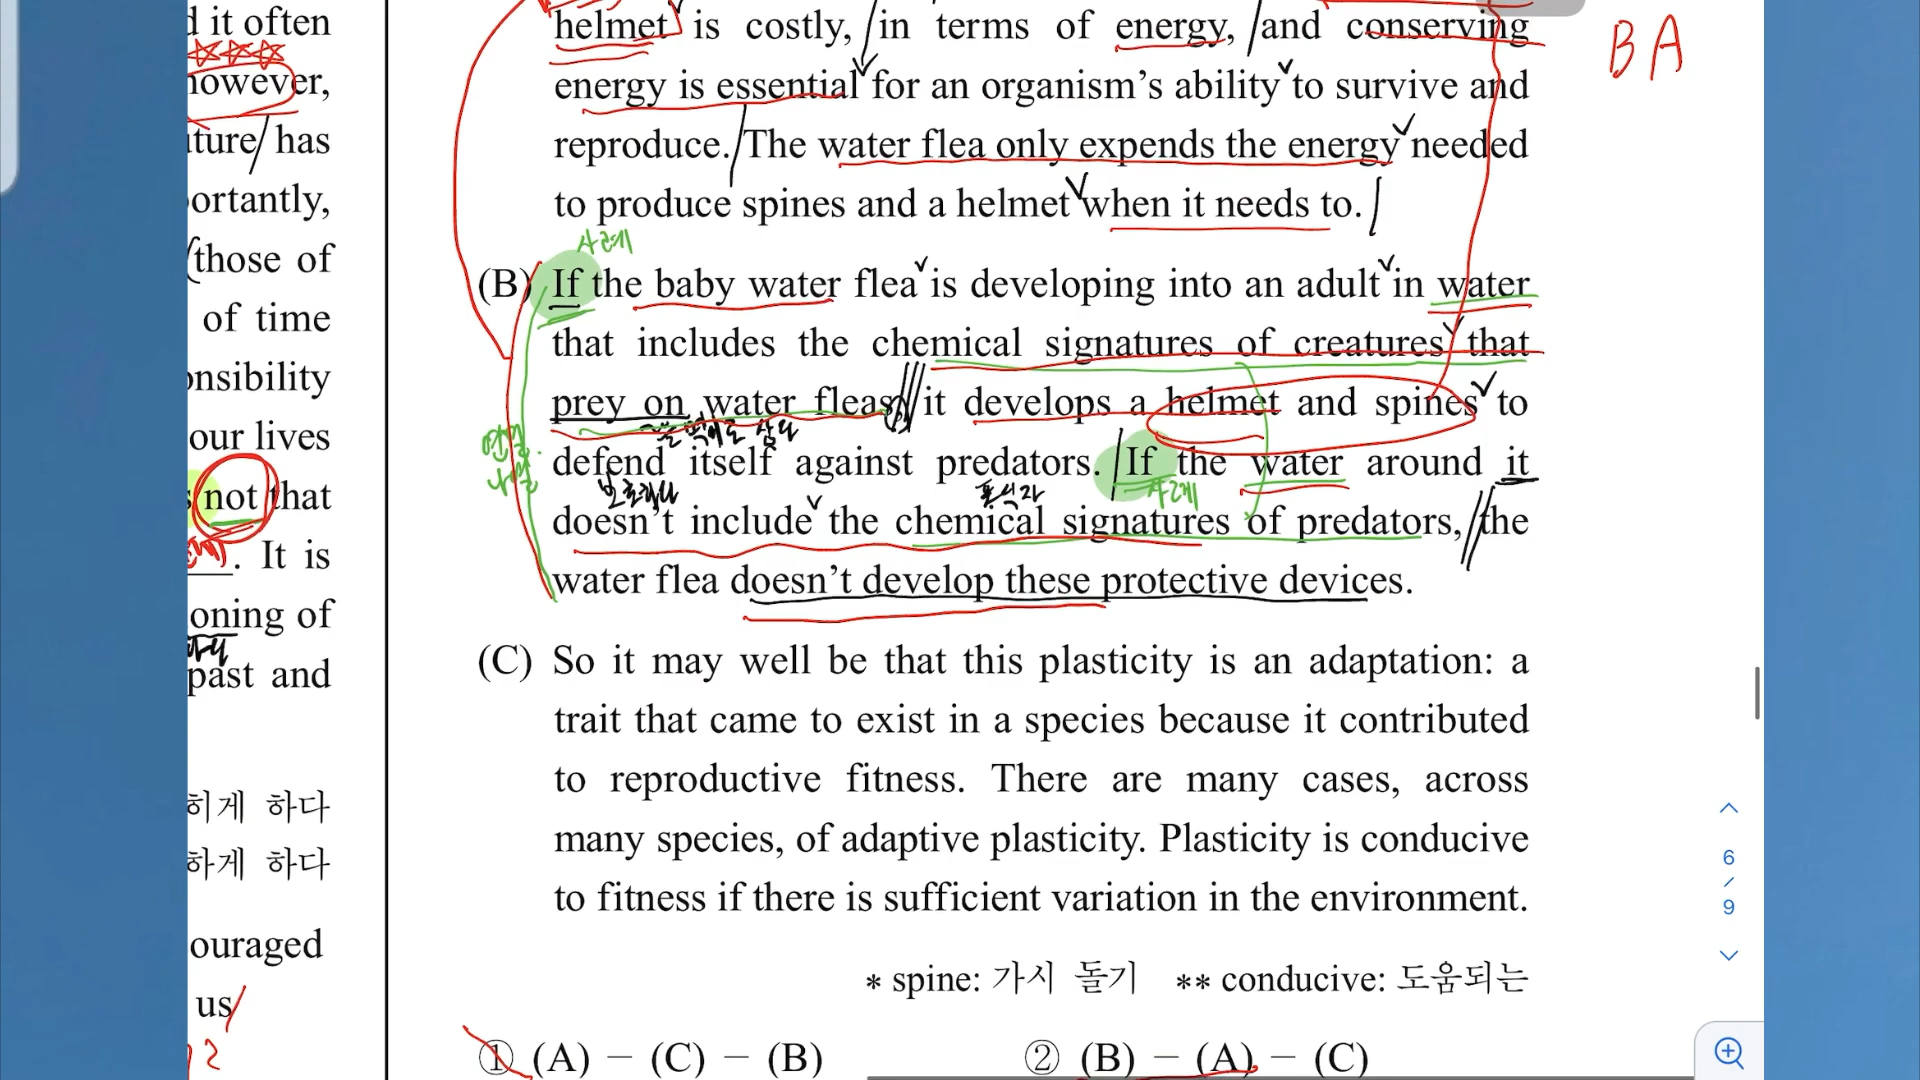 d it often
however,
ture has
ortantly,
(those of
of time
nsibility
our lives
not that
. It is
oning of
past and
히게 하다
하게 하다
ouraged
us
helmet is costly, in terms of energy, and conserving
energy is essential for an organism's ability to survive and
reproduce. The water flea only expends the energy needed
to produce spines and a helmet when it needs to.
사례
(B) If the baby water flea is developing into an adult in water
that includes the chemical signatures of creatures that
prey on water fleas, it develops a helmet and spines to
defend itself against predators. If the water around it
포식자 사례
doesn't include the chemical signatures of predators, the
water flea doesn't develop these protective devices.
(C) So it may well be that this plasticity is an adaptation: a
trait that came to exist in a species because it contributed
to reproductive fitness. There are many cases, across
many species, of adaptive plasticity. Plasticity is conducive
to fitness if there is sufficient variation in the environment.
* spine: 가시 돌기 ** conducive: 도움되는
① (A) - (C) - (B) ② (B) - (A) - (C)
B A
6
/
9